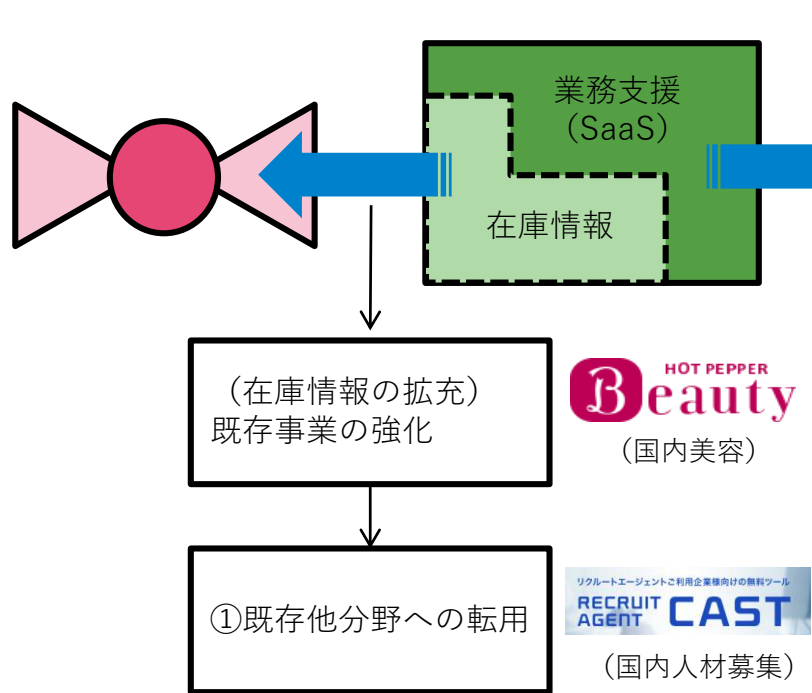 業務支援
（SaaS）
在庫情報
（在庫情報の拡充）
既存事業の強化
HOT PEPPER
Beauty
（国内美容）
①既存他分野への転用
リクルートエージェントご利用企業様向けの無料ツール
RECRUIT
AGENT CAST
（国内人材募集）